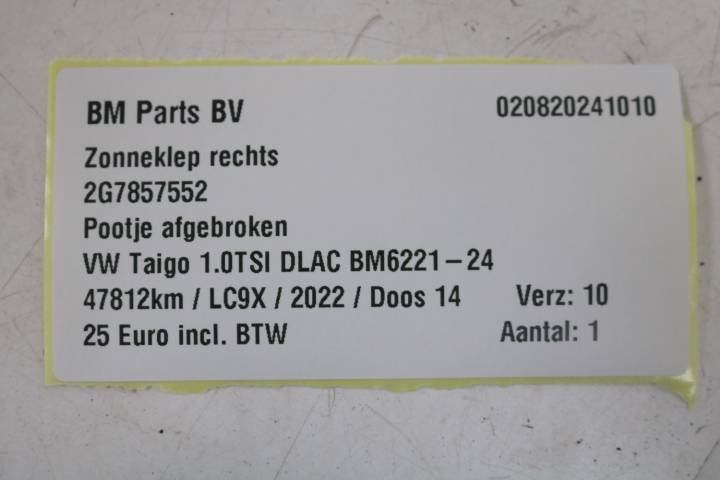 BM Parts BV 020820241010
Zonneklep rechts
2G7857552
Pootje afgebroken
VW Taigo 1.0TSI DLAC BM6221-24
47812km / LC9X / 2022 / Doos 14 Verz: 10
25 Euro incl. BTW Aantal: 1